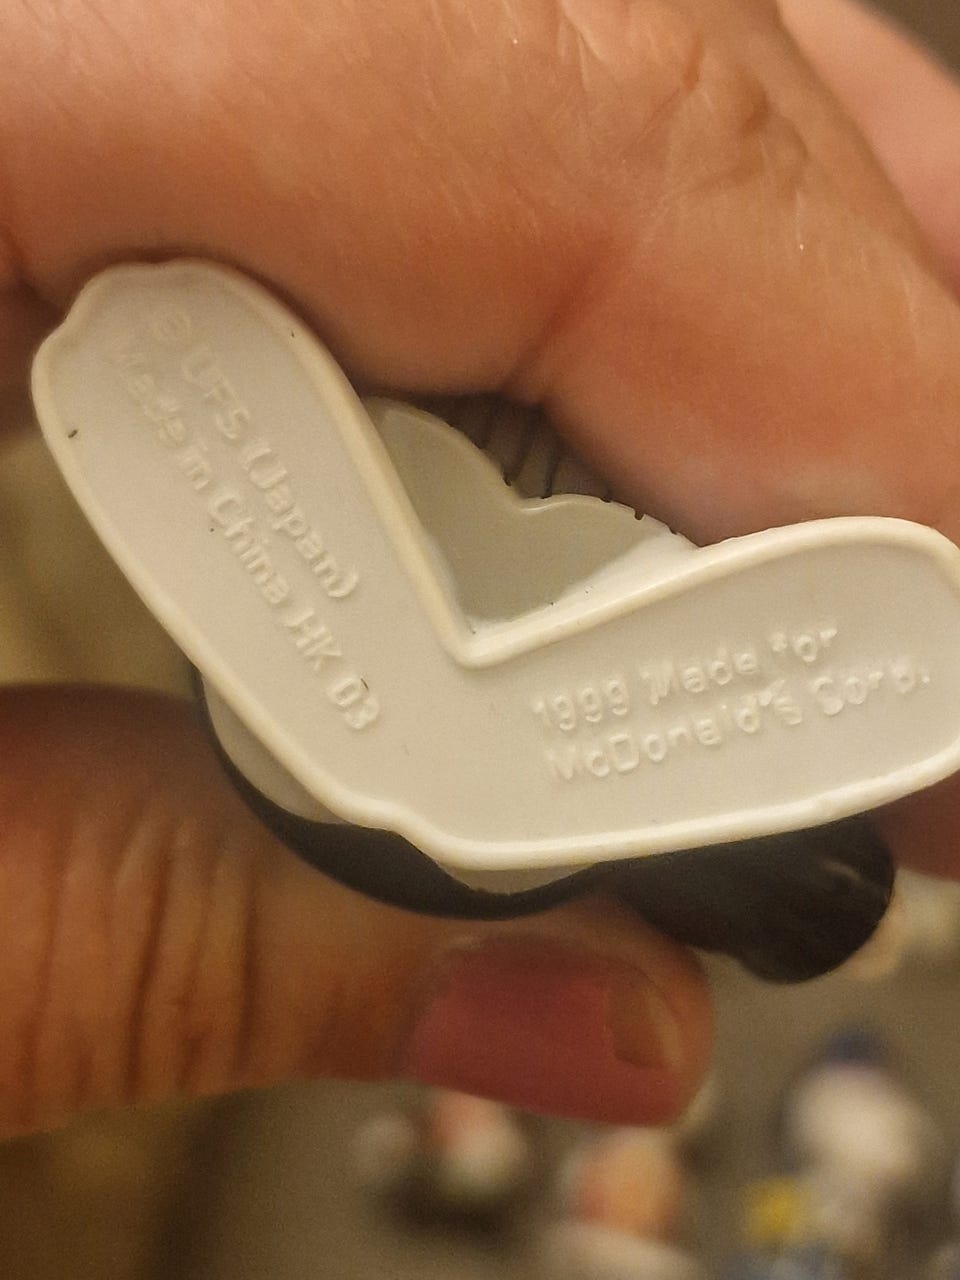 © UFS (Japan)
Made in China HK 03
1999 Made for
McDonald's Corp.